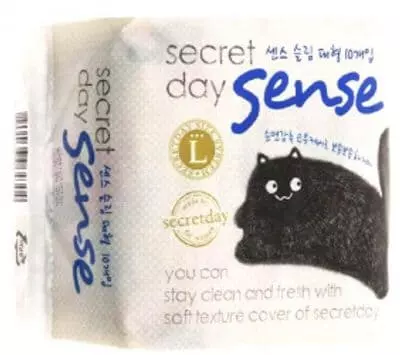 secret
day
sense
센스 슬림 대형 10개입
L
made by
secretday
you can
stay clean and fresh with
soft texture cover of secretday
secret
day
sense
센스 슬림 대형 10개입